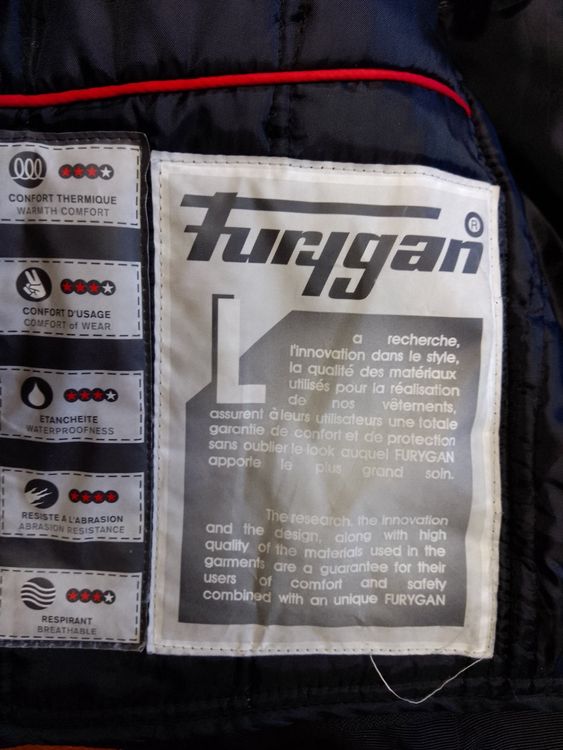 CONFORT THERMIQUE
WARMTH COMFORT
CONFORT D'USAGE
COMFORT of WEAR
ETANCHEITE
WATERPROOFNESS
RESISTE A L'ABRASION
ABRASION RESISTANCE
RESPIRANT
BREATHABLE
Furygan®
La recherche,
l'innovation dans le style,
la qualité des matériaux
utilisés pour la réalisation
de nos vêtements,
assurent à leurs utilisateurs une totale
garantie de confort et de protection
sans oublier le look auquel FURYGAN
apporte le plus grand soin.
The research, the innovation
and the design, along with high
quality of the materials used in the
garments are a guarantee for their
users of comfort and safety
combined with an unique FURYGAN